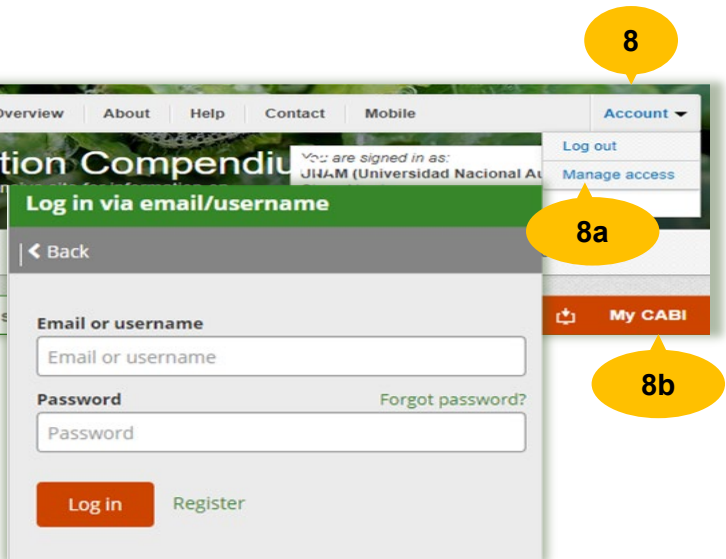 8
Overview About Help Contact Mobile Account
Log out
Manage access
tion Compendiu
You are signed in as:
UNAM (Universidad Nacional Au
8a
Log in via email/username
Back
My CABI
8b
Email or username
Email or username
Password Forgot password?
Password
Log in Register